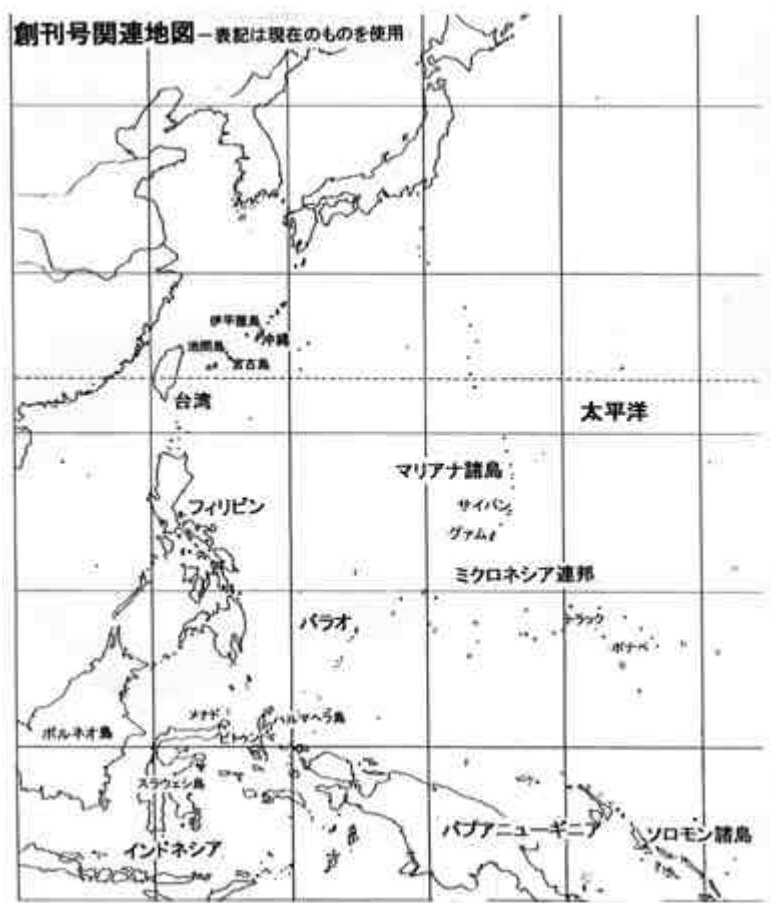 創刊号関連地図－表記は現在のものを使用
伊平屋島
沖縄
池間島
宮古島
台湾
太平洋
マリアナ諸島
サイパン
グァム
フィリピン
ミクロネシア連邦
パラオ
トラック
ポナペ
メナド
ハルマヘラ島
ビトゥン
ボルネオ島
スラウェシ島
インドネシア
パプアニューギニア
ソロモン諸島